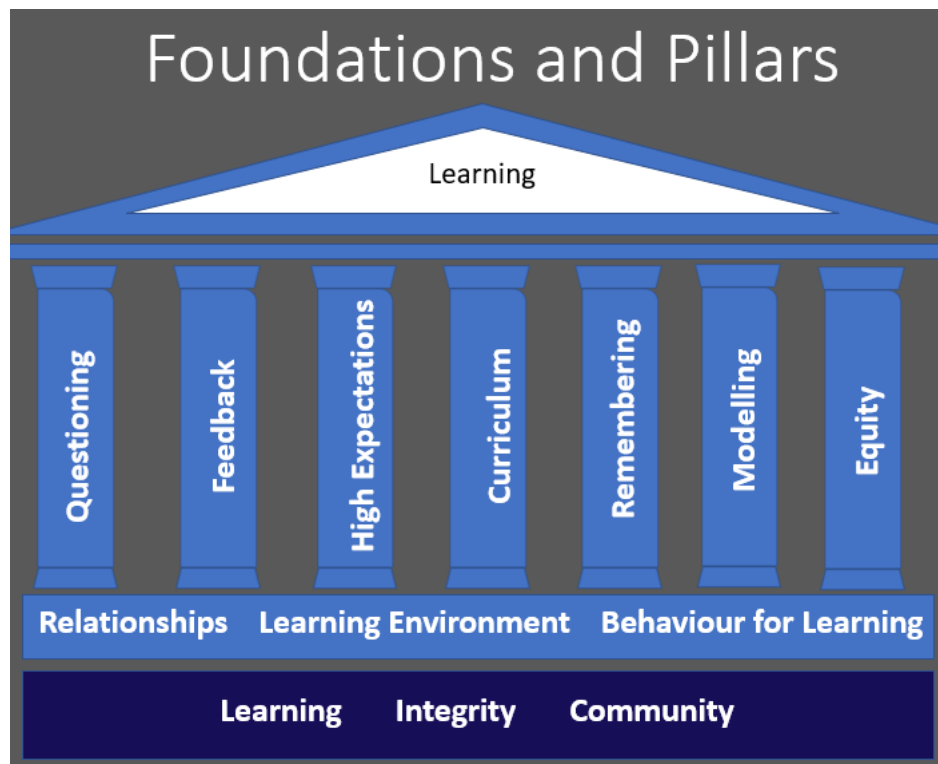 Foundations and Pillars
Learning
Questioning
Feedback
High Expectations
Curriculum
Remembering
Modelling
Equity
Relationships Learning Environment Behaviour for Learning
Learning Integrity Community